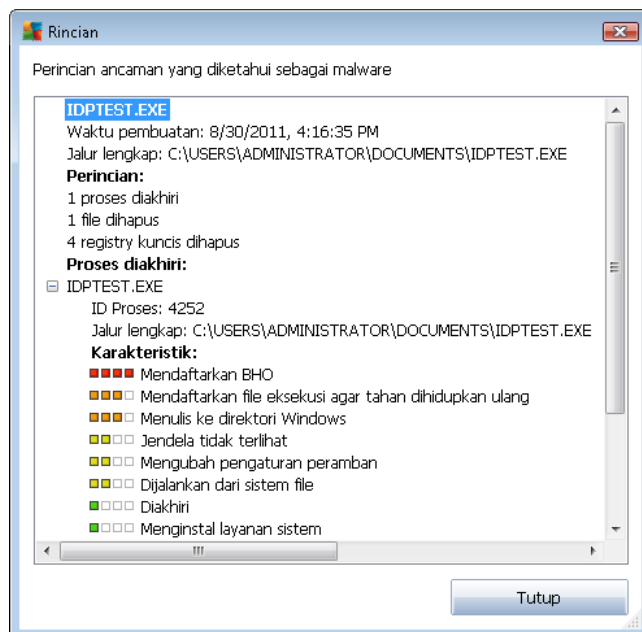 Rincian
Perincian ancaman yang diketahui sebagai malware
IDPTEST.EXE
Waktu pembuatan: 8/30/2011, 4:16:35 PM
Jalur lengkap: C:\USERS\ADMINISTRATOR\DOCUMENTS\IDPTEST.EXE
Perincian:
1 proses diakhiri
1 file dihapus
4 registry kuncis dihapus
Proses diakhiri:
IDPTEST.EXE
ID Proses: 4252
Jalur lengkap: C:\USERS\ADMINISTRATOR\DOCUMENTS\IDPTEST.EXE
Karakteristik:
Mendaftarkan BHO
Mendaftarkan file eksekusi agar tahan dihidupkan ulang
Menulis ke direktori Windows
Jendela tidak terlihat
Mengubah pengaturan peramban
Dijalankan dari sistem file
Diakhiri
Menginstal layanan sistem
Tutup